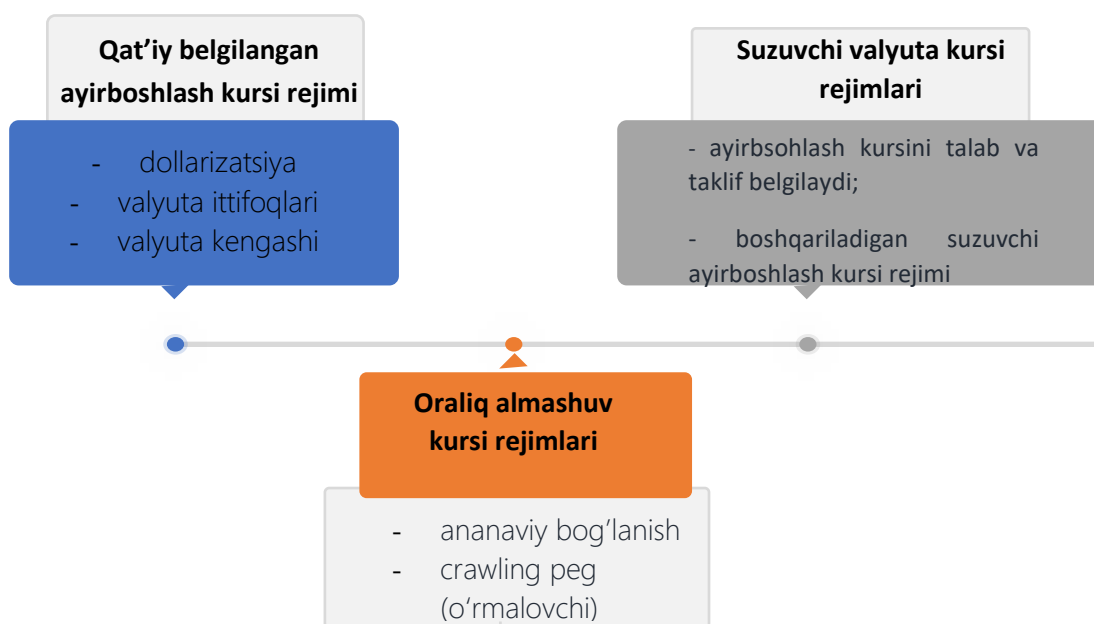 Qat’iy belgilangan
ayirboshlash kursi rejimi
- dollarizatsiya
- valyuta ittifoqlari
- valyuta kengashi
Suzuvchi valyuta kursi
rejimlari
- ayirbsohlash kursini talab va
taklif belgilaydi;
- boshqariladigan suzuvchi
ayirboshlash kursi rejimi
Oraliq almashuv
kursi rejimlari
- ananaviy bog’lanish
- crawling peg
(o‘rmalovchi)